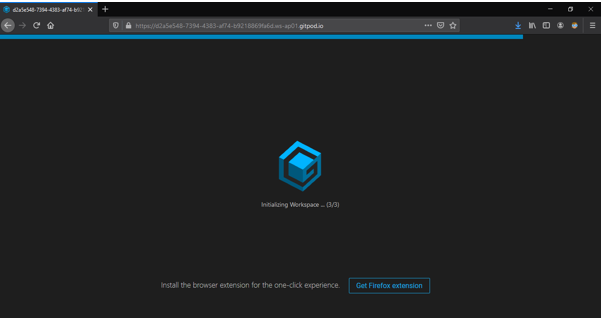 d2a5e548-7394-4383-af74-b921
https://d2a5e548-7394-4383-af74-b9218869fa6d.ws-ap01.gitpod.io
Initializing Workspace ... (3/3)
Install the browser extension for the one-click experience.
Get Firefox extension